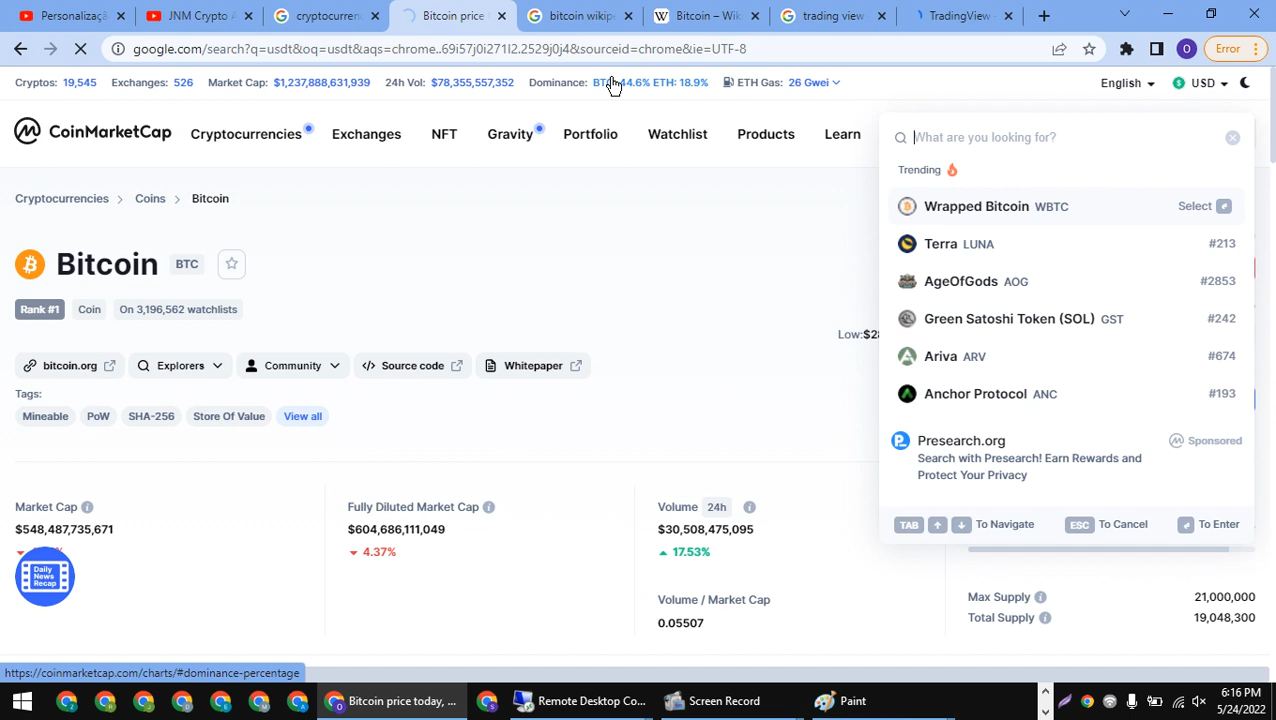 Personalizaçã
JNM Crypto A
cryptocurrenc
Bitcoin price t
bitcoin wikipe
Bitcoin – Wiki
trading view
TradingView –
google.com/search?q=usdt&oq=usdt&aqs=chrome..69i57j0i271l2.2529j0j4&sourceid=chrome&ie=UTF-8
O
Error
Cryptos: 19,545 Exchanges: 526 Market Cap: $1,237,888,631,939 24h Vol: $78,355,557,352 Dominance: BTC: 44.6% ETH: 18.9% ETH Gas: 26 Gwei
English
USD
CoinMarketCap
Cryptocurrencies Exchanges NFT Gravity Portfolio Watchlist Products Learn
What are you looking for?
Trending
Wrapped Bitcoin WBTC Select
Terra LUNA #213
AgeOfGods AOG #2853
Green Satoshi Token (SOL) GST #242
Ariva ARV #674
Anchor Protocol ANC #193
Presearch.org Sponsored
Search with Presearch! Earn Rewards and
Protect Your Privacy
TAB To Navigate ESC To Cancel To Enter
Cryptocurrencies Coins Bitcoin
Bitcoin BTC
Rank #1 Coin On 3,196,562 watchlists
Low: $28
bitcoin.org Explorers Community Source code Whitepaper
Tags:
Mineable PoW SHA-256 Store Of Value View all
Market Cap
$548,487,735,671
Daily
News
Recap
Fully Diluted Market Cap
$604,686,111,049
4.37%
Volume 24h
$30,508,475,095
17.53%
Volume / Market Cap
0.05507
Max Supply 21,000,000
Total Supply 19,048,300
https://coinmarketcap.com/charts/#dominance-percentage
Bitcoin price today, ...
Remote Desktop Co...
Screen Record
Paint
6:16 PM
5/24/2022